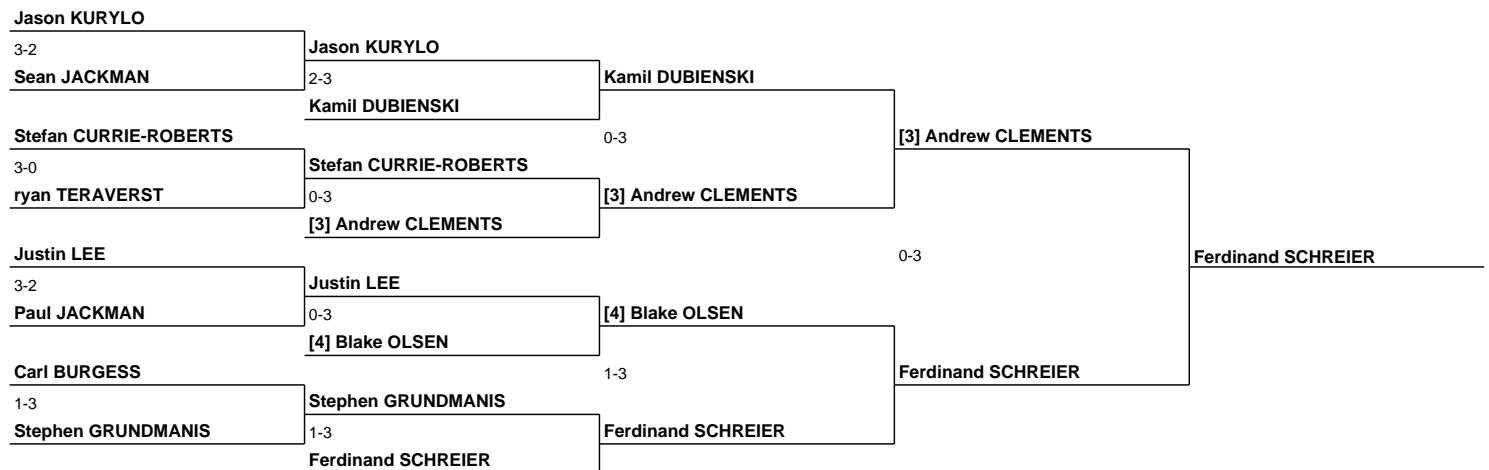 Jason KURYLO
3-2
Jason KURYLO
Sean JACKMAN
2-3
Kamil DUBIENSKI
Kamil DUBIENSKI
Stefan CURRIE-ROBERTS
0-3
[3] Andrew CLEMENTS
3-0
Stefan CURRIE-ROBERTS
ryan TERAVERST
0-3
[3] Andrew CLEMENTS
[3] Andrew CLEMENTS
Justin LEE
0-3
Ferdinand SCHREIER
3-2
Justin LEE
Paul JACKMAN
0-3
[4] Blake OLSEN
[4] Blake OLSEN
Carl BURGESS
1-3
Ferdinand SCHREIER
1-3
Stephen GRUNDMANIS
Stephen GRUNDMANIS
1-3
Ferdinand SCHREIER
Ferdinand SCHREIER